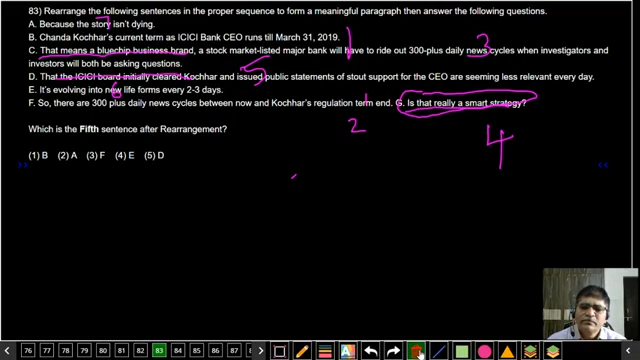 83) Rearrange the following sentences in the proper sequence to form a meaningful paragraph then answer the following questions.
7
A. Because the story isn't dying.
B. Chanda Kochhar's current term as ICICI Bank CEO runs till March 31, 2019.
1
C. That means a bluechip business brand, a stock market-listed major bank will have to ride out 300-plus daily news cycles when investigators and
3
investors will both be asking questions.
D. That the ICICI board initially cleared Kochhar and issued public statements of stout support for the CEO are seeming less relevant every day.
5
E. It's evolving into new life forms every 2-3 days.
6
F. So, there are 300 plus daily news cycles between now and Kochhar's regulation term end. G. Is that really a smart strategy?
2
4
Which is the Fifth sentence after Rearrangement?
(1) B (2) A (3) F (4) E (5) D
76 77 78 79 80 81 82 83 84 85 86 87 88 89 90 91